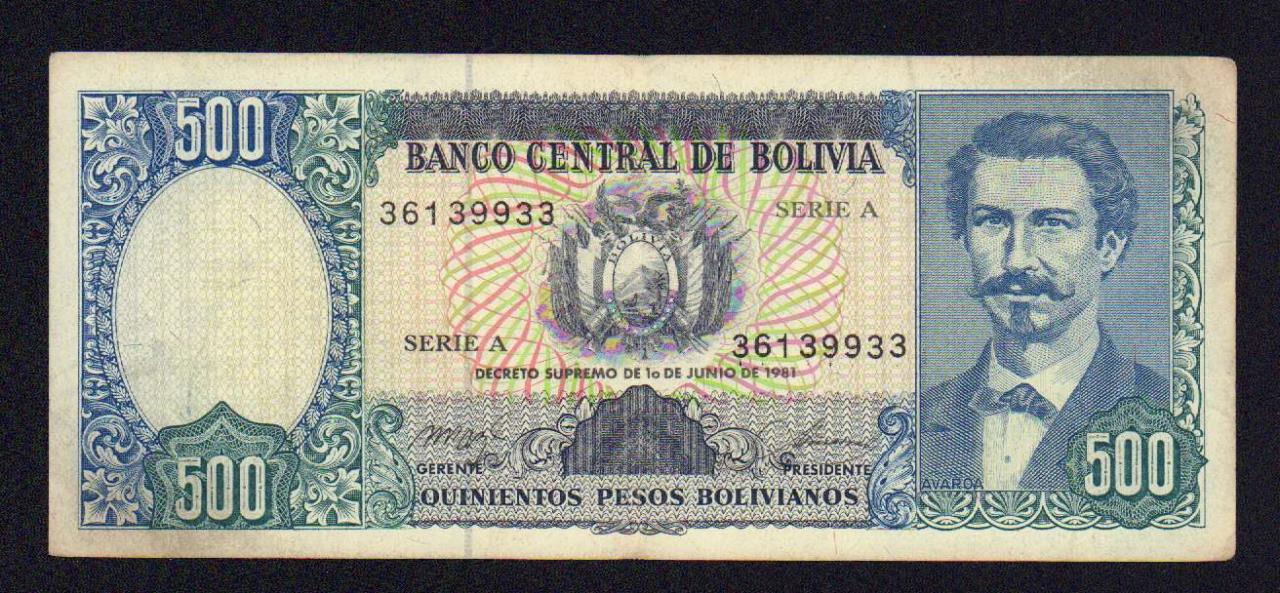 500
BANCO CENTRAL DE BOLIVIA
36139933
SERIE A
BOLIVIA
SERIE A
36139933
DECRETO SUPREMO DE 1o DE JUNIO DE 1981
GERENTE
PRESIDENTE
500
QUINIENTOS PESOS BOLIVIANOS
AVAROA
500